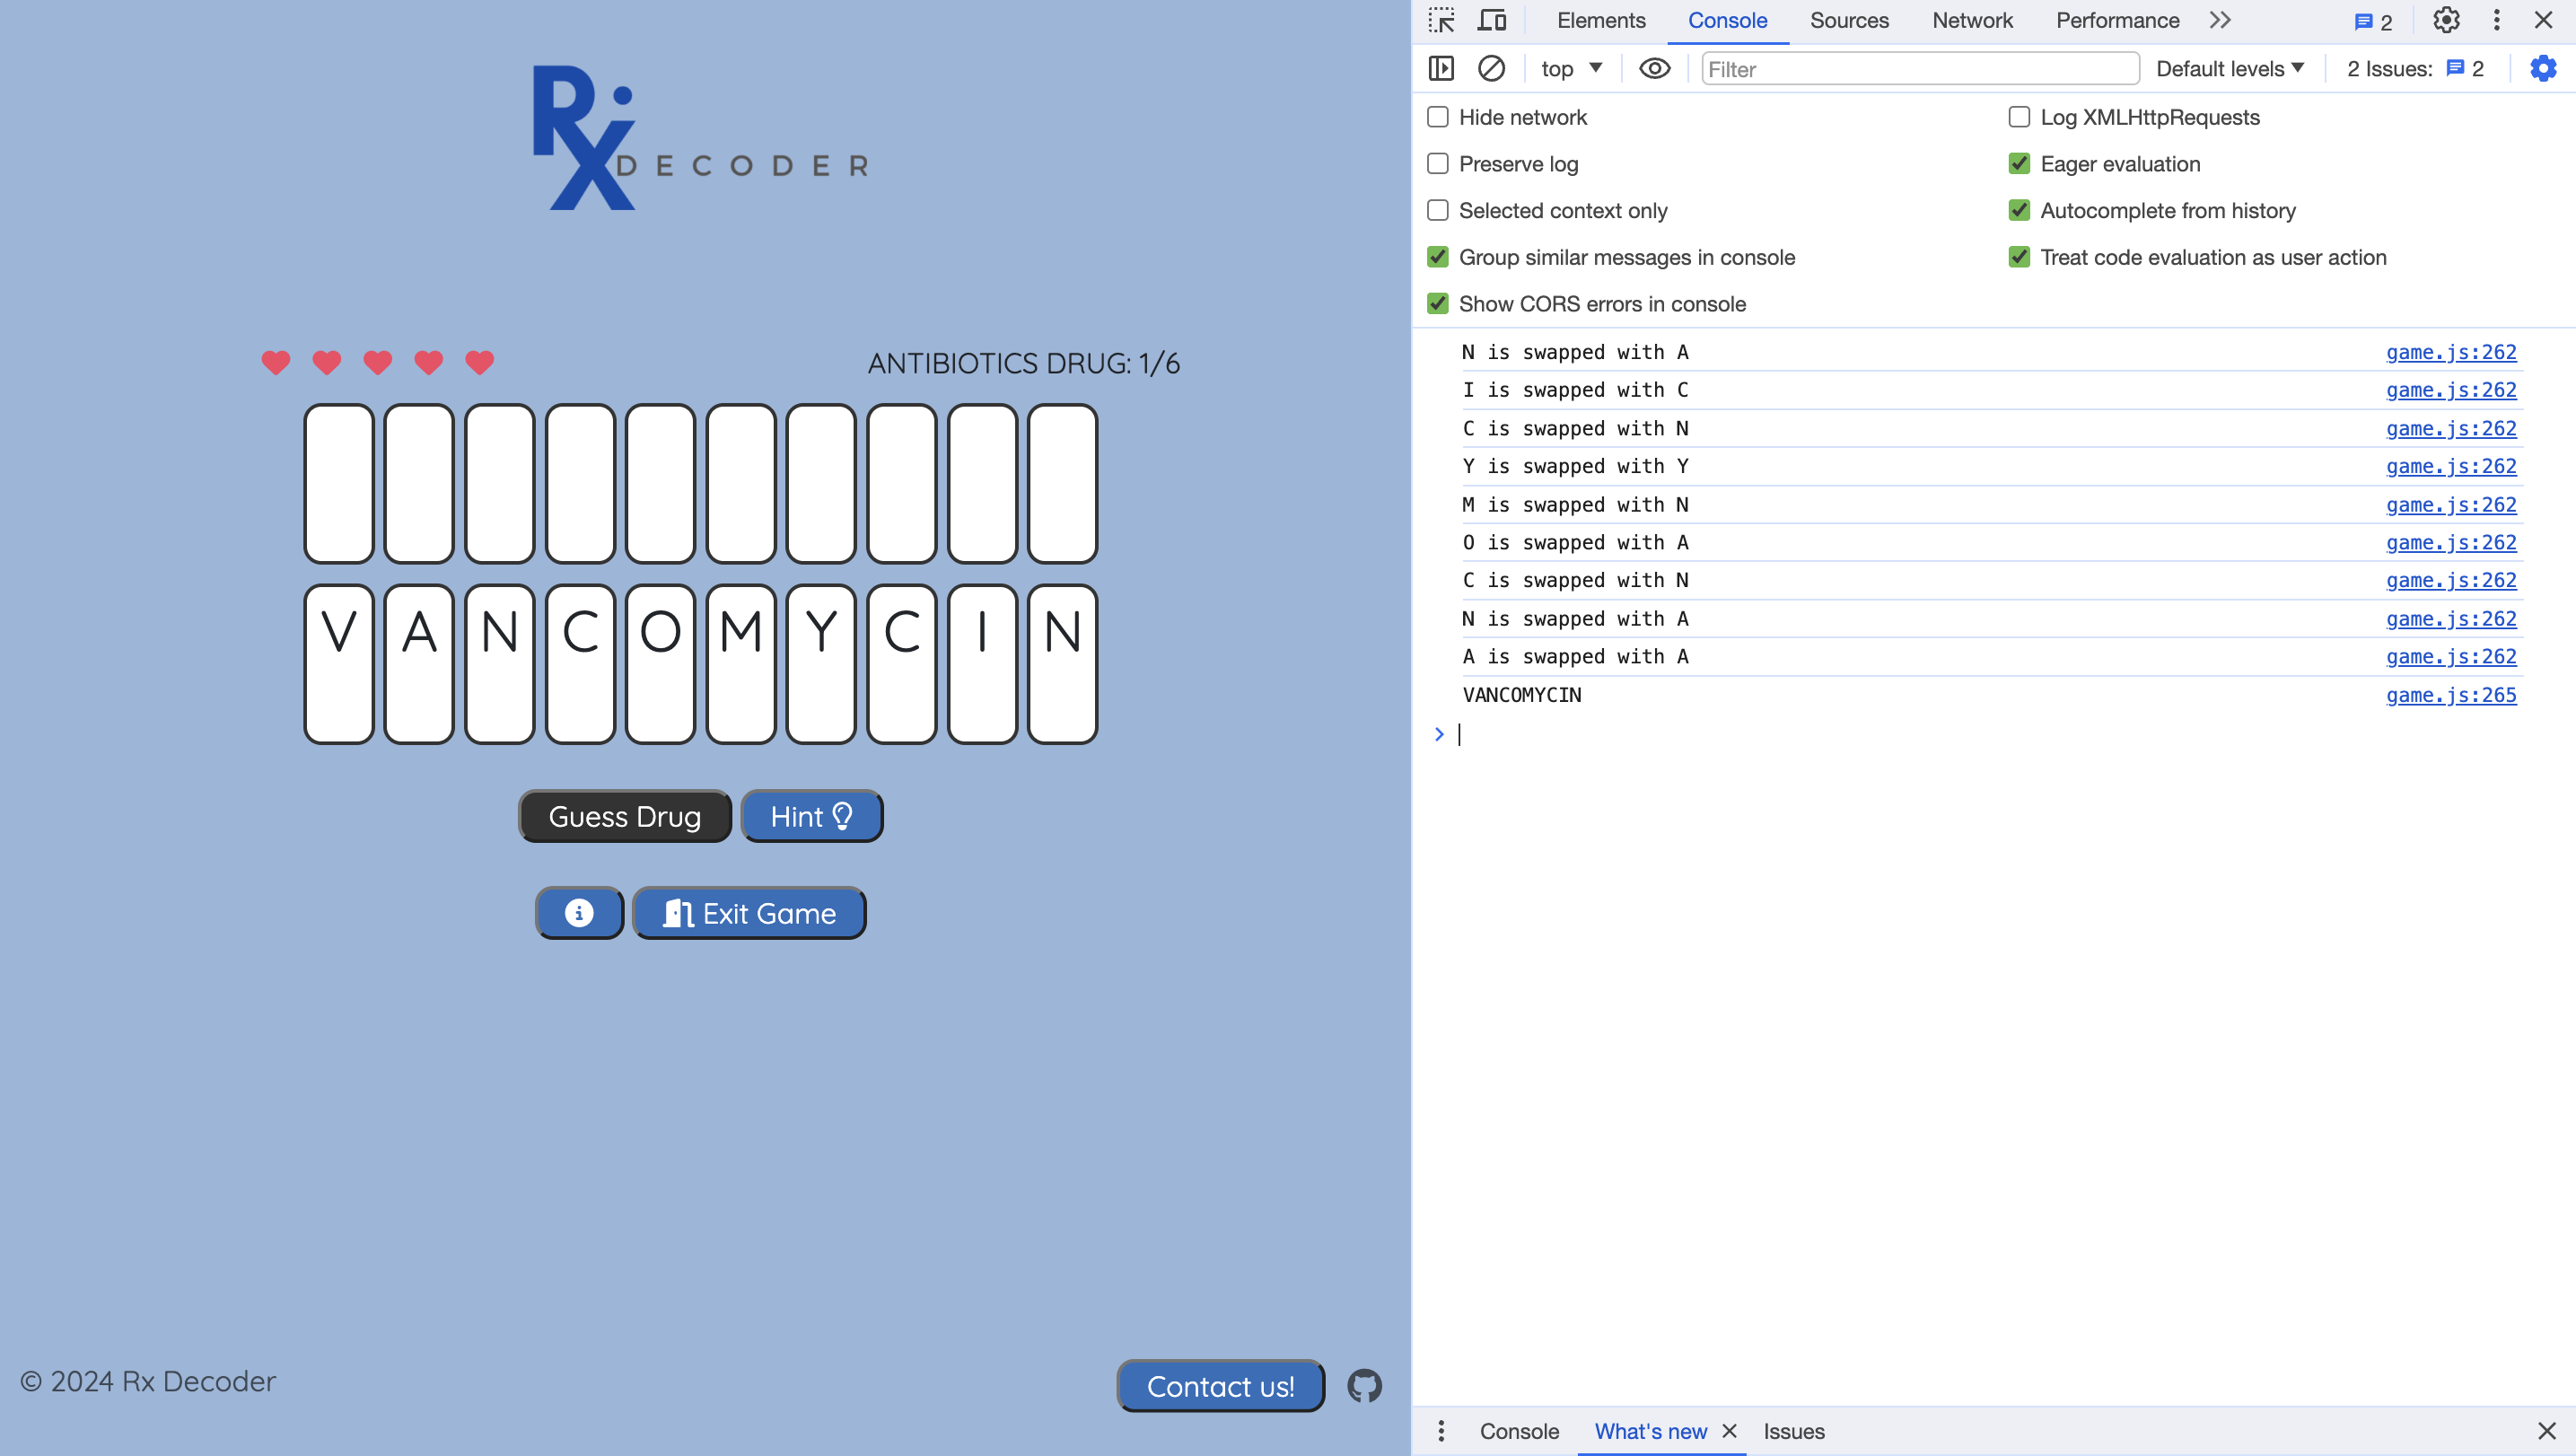 Rx DECODER
ANTIBIOTICS DRUG: 1/6
V A N C O M Y C I N
Guess Drug
Hint
Exit Game
© 2024 Rx Decoder
Contact us!
Elements Console Sources Network Performance 2
top Filter Default levels 2 Issues: 2
Hide network Log XMLHttpRequests
Preserve log Eager evaluation
Selected context only Autocomplete from history
Group similar messages in console Treat code evaluation as user action
Show CORS errors in console
N is swapped with A game.js:262
I is swapped with C game.js:262
C is swapped with N game.js:262
Y is swapped with Y game.js:262
M is swapped with N game.js:262
O is swapped with A game.js:262
C is swapped with N game.js:262
N is swapped with A game.js:262
A is swapped with A game.js:262
VANCOMYCIN game.js:265
Console What's new Issues